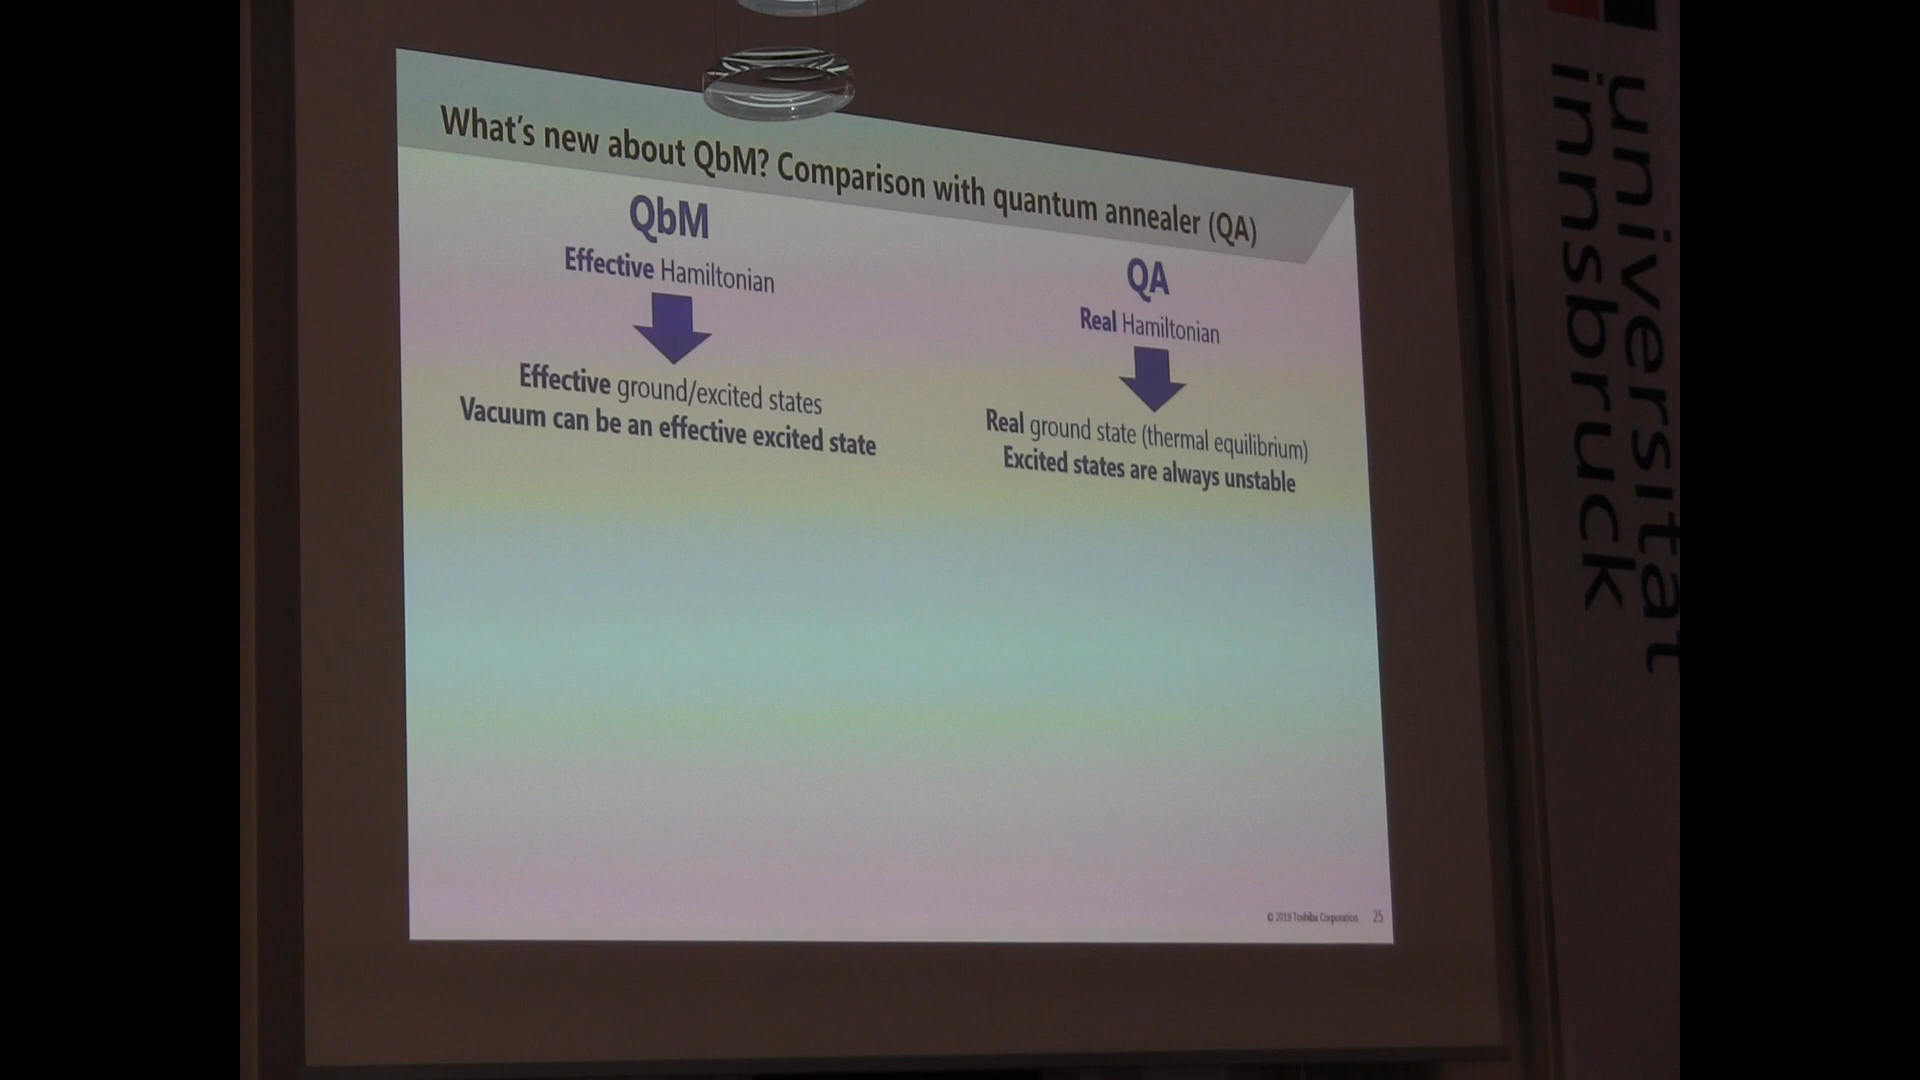 What's new about QbM? Comparison with quantum annealer (QA)
QbM
Effective Hamiltonian
Effective ground/excited states
Vacuum can be an effective excited state
QA
Real Hamiltonian
Real ground state (thermal equilibrium)
Excited states are always unstable
© 2019 Toshiba Corporation 25
universität
innsbruck